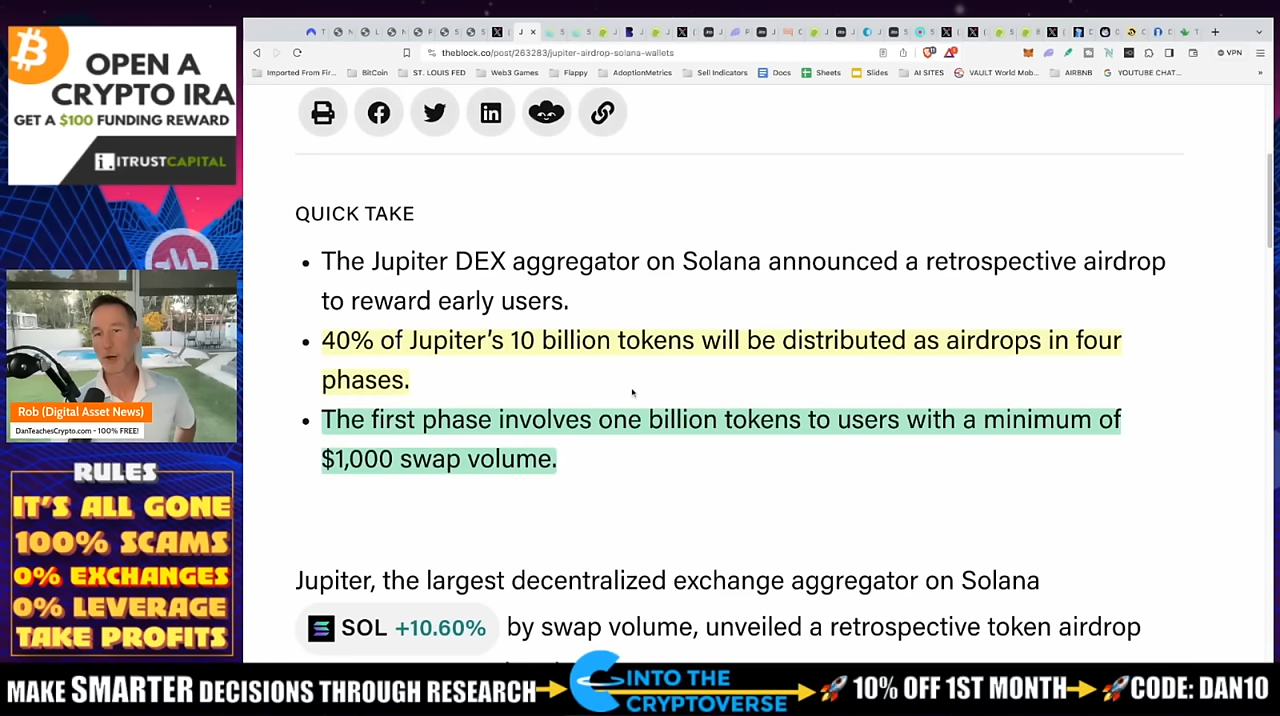 OPEN A
CRYPTO IRA
GET A $100 FUNDING REWARD
i. ITRUSTCAPITAL
Rob (Digital Asset News)
DanTeachesCrypto.com - 100% FREE!
RULES
IT'S ALL GONE
100% SCAMS
0% EXCHANGES
0% LEVERAGE
TAKE PROFITS
theblock.co/post/263283/jupiter-airdrop-solana-wallets
VPN
Imported From Fir...
BitCoin
ST. LOUIS FED
Web3 Games
Flappy
AdoptionMetrics
Sell Indicators
Docs
Sheets
Slides
AI SITES
VAULT World Mob...
AIRBNB
YOUTUBE CHAT...
QUICK TAKE
• The Jupiter DEX aggregator on Solana announced a retrospective airdrop
to reward early users.
• 40% of Jupiter’s 10 billion tokens will be distributed as airdrops in four
phases.
• The first phase involves one billion tokens to users with a minimum of
$1,000 swap volume.
Jupiter, the largest decentralized exchange aggregator on Solana
SOL +10.60% by swap volume, unveiled a retrospective token airdrop
MAKE SMARTER DECISIONS THROUGH RESEARCH
INTO THE
CRYPTOVERSE
10% OFF 1ST MONTH
CODE: DAN10